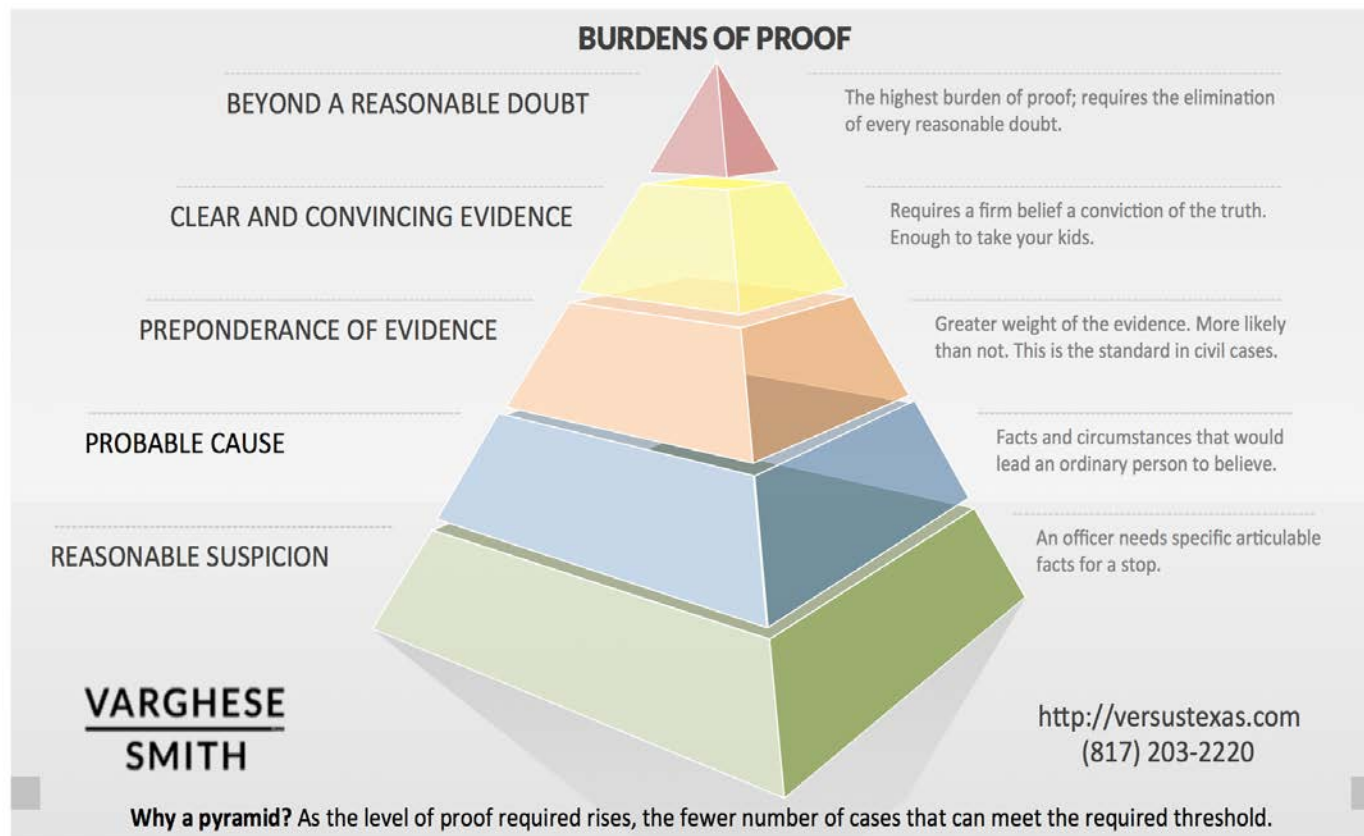 BURDENS OF PROOF
BEYOND A REASONABLE DOUBT
The highest burden of proof; requires the elimination
of every reasonable doubt.
CLEAR AND CONVINCING EVIDENCE
Requires a firm belief a conviction of the truth.
Enough to take your kids.
PREPONDERANCE OF EVIDENCE
Greater weight of the evidence. More likely
than not. This is the standard in civil cases.
PROBABLE CAUSE
Facts and circumstances that would
lead an ordinary person to believe.
REASONABLE SUSPICION
An officer needs specific articulable
facts for a stop.
VARGHESE
SMITH
http://versustexas.com
(817) 203-2220
Why a pyramid? As the level of proof required rises, the fewer number of cases that can meet the required threshold.